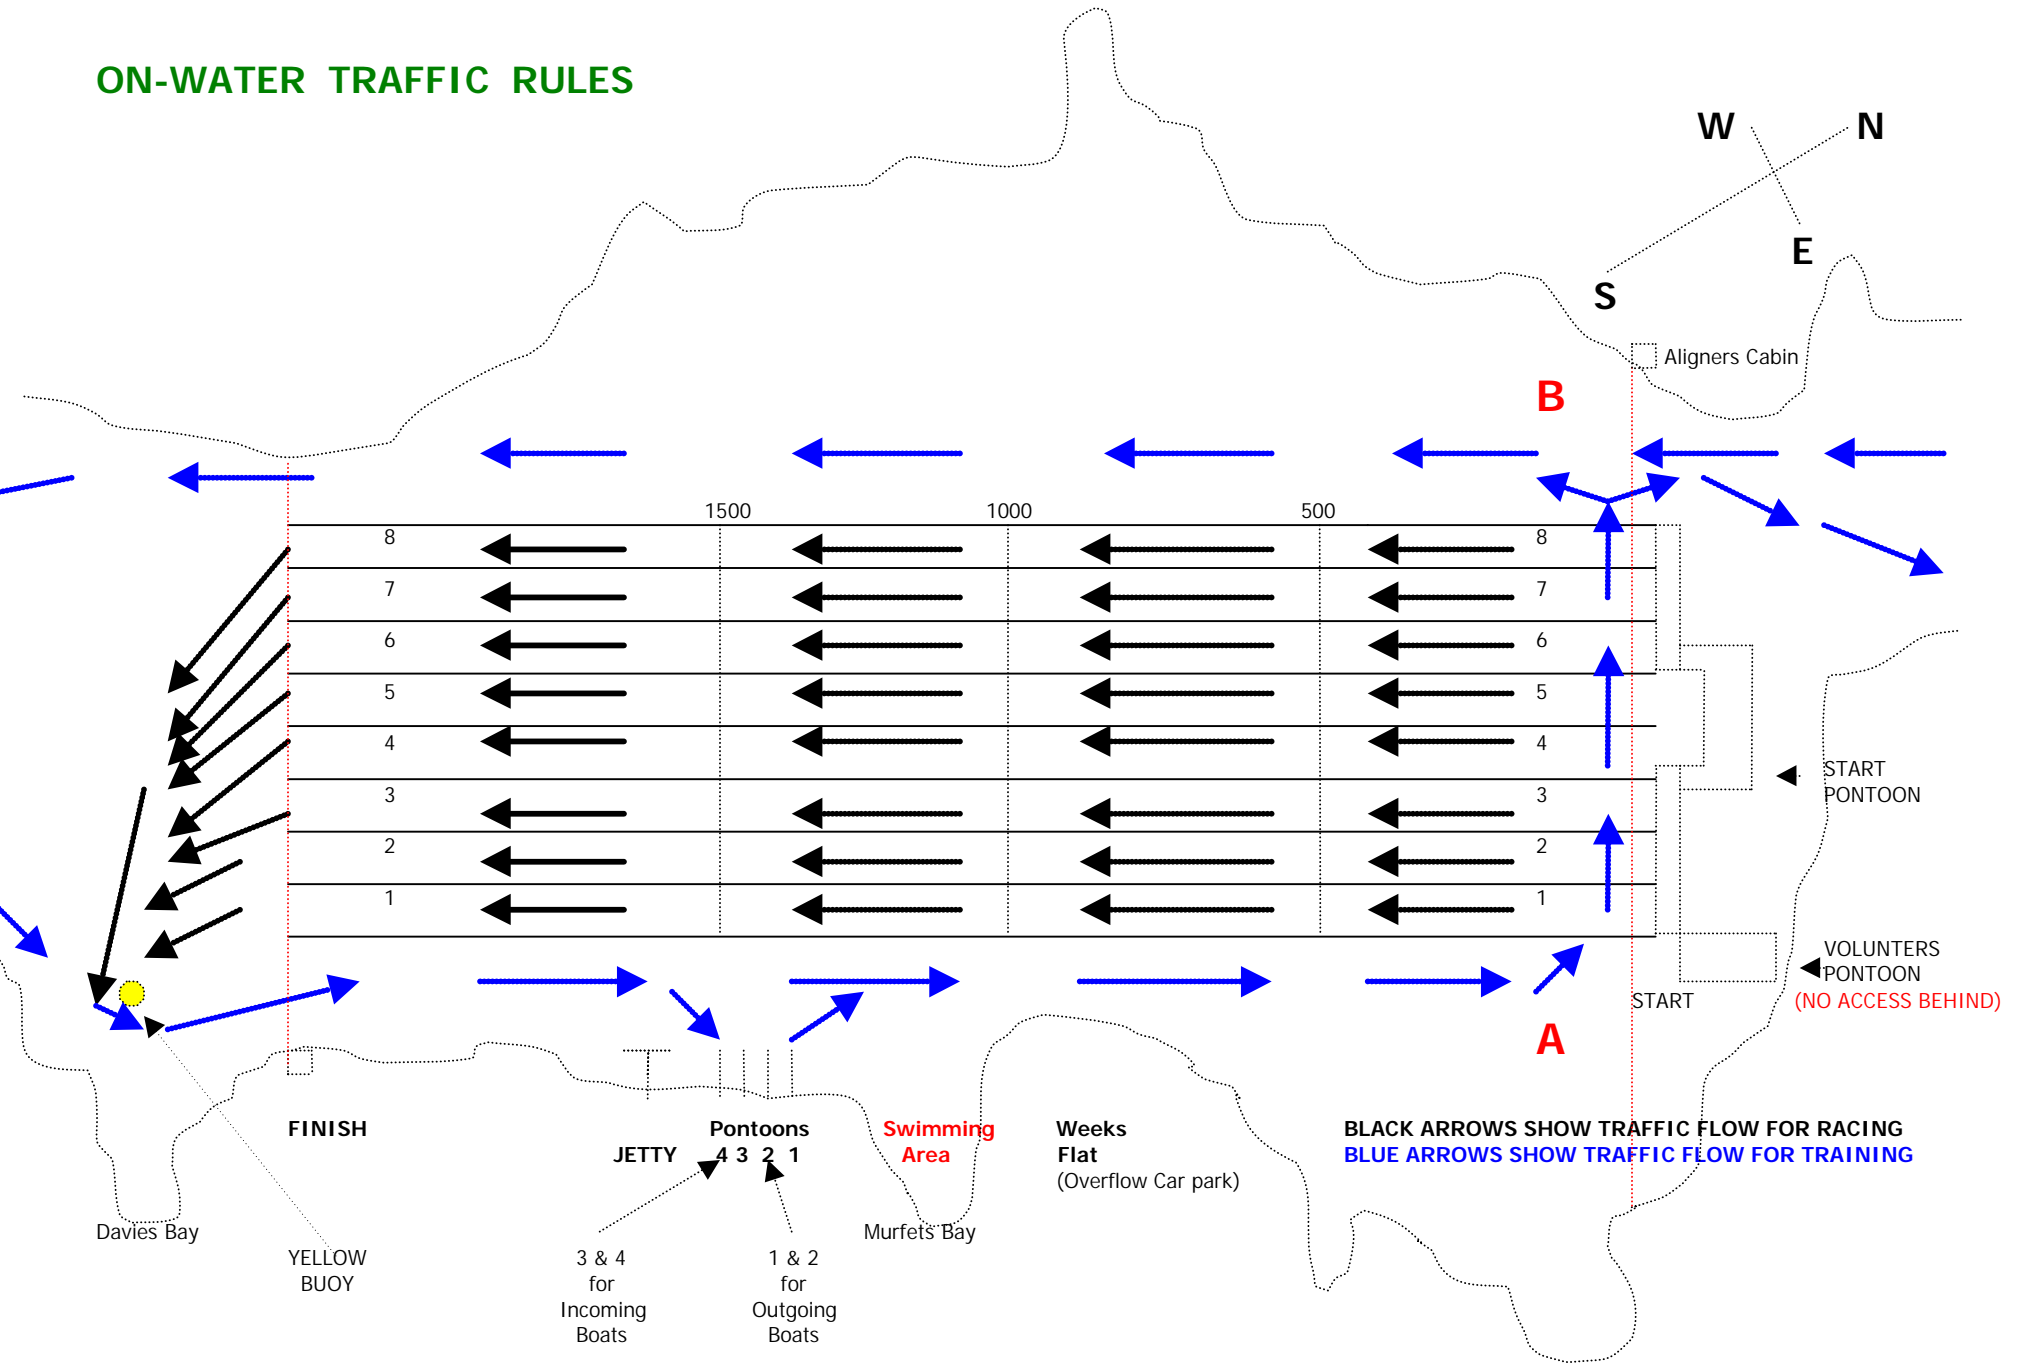 ON-WATER TRAFFIC RULES
W
N
E
S
Aligners Cabin
B
1500
1000
500
8
8
7
7
6
6
5
5
4
4
3
3
2
2
1
1
START
PONTOON
VOLUNTERS
PONTOON
(NO ACCESS BEHIND)
START
A
FINISH
JETTY
Pontoons
4 3 2 1
Swimming
Area
Weeks
Flat
(Overflow Car park)
BLACK ARROWS SHOW TRAFFIC FLOW FOR RACING
BLUE ARROWS SHOW TRAFFIC FLOW FOR TRAINING
Davies Bay
Murfets Bay
YELLOW
BUOY
3 & 4
for
Incoming
Boats
1 & 2
for
Outgoing
Boats